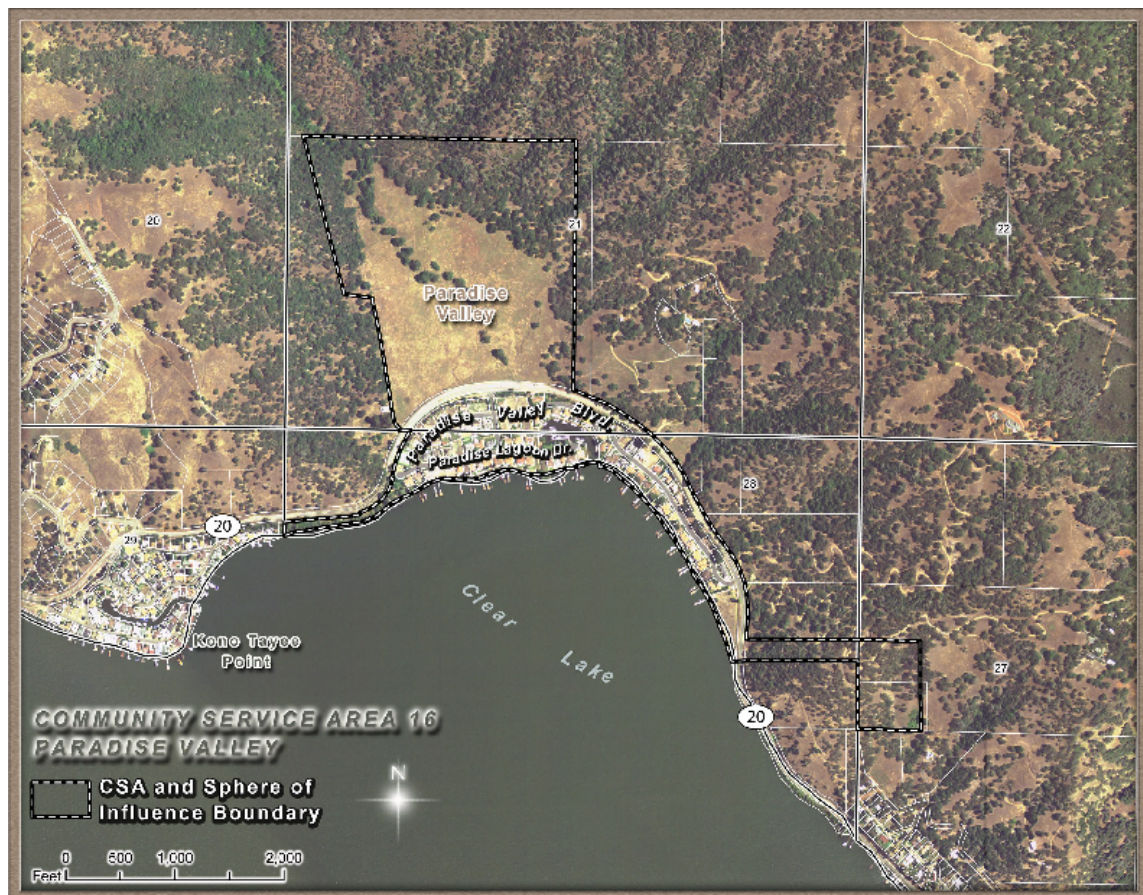 20
21
22
Paradise
Valley
Paradise Valley Blvd.
Paradise Lagoon Dr.
28
20
29
Kono Tayee
Point
Clear
Lake
27
20
COMMUNITY SERVICE AREA 16
PARADISE VALLEY
CSA and Sphere of
Influence Boundary
N
0 500 1,000 2,000
Feet